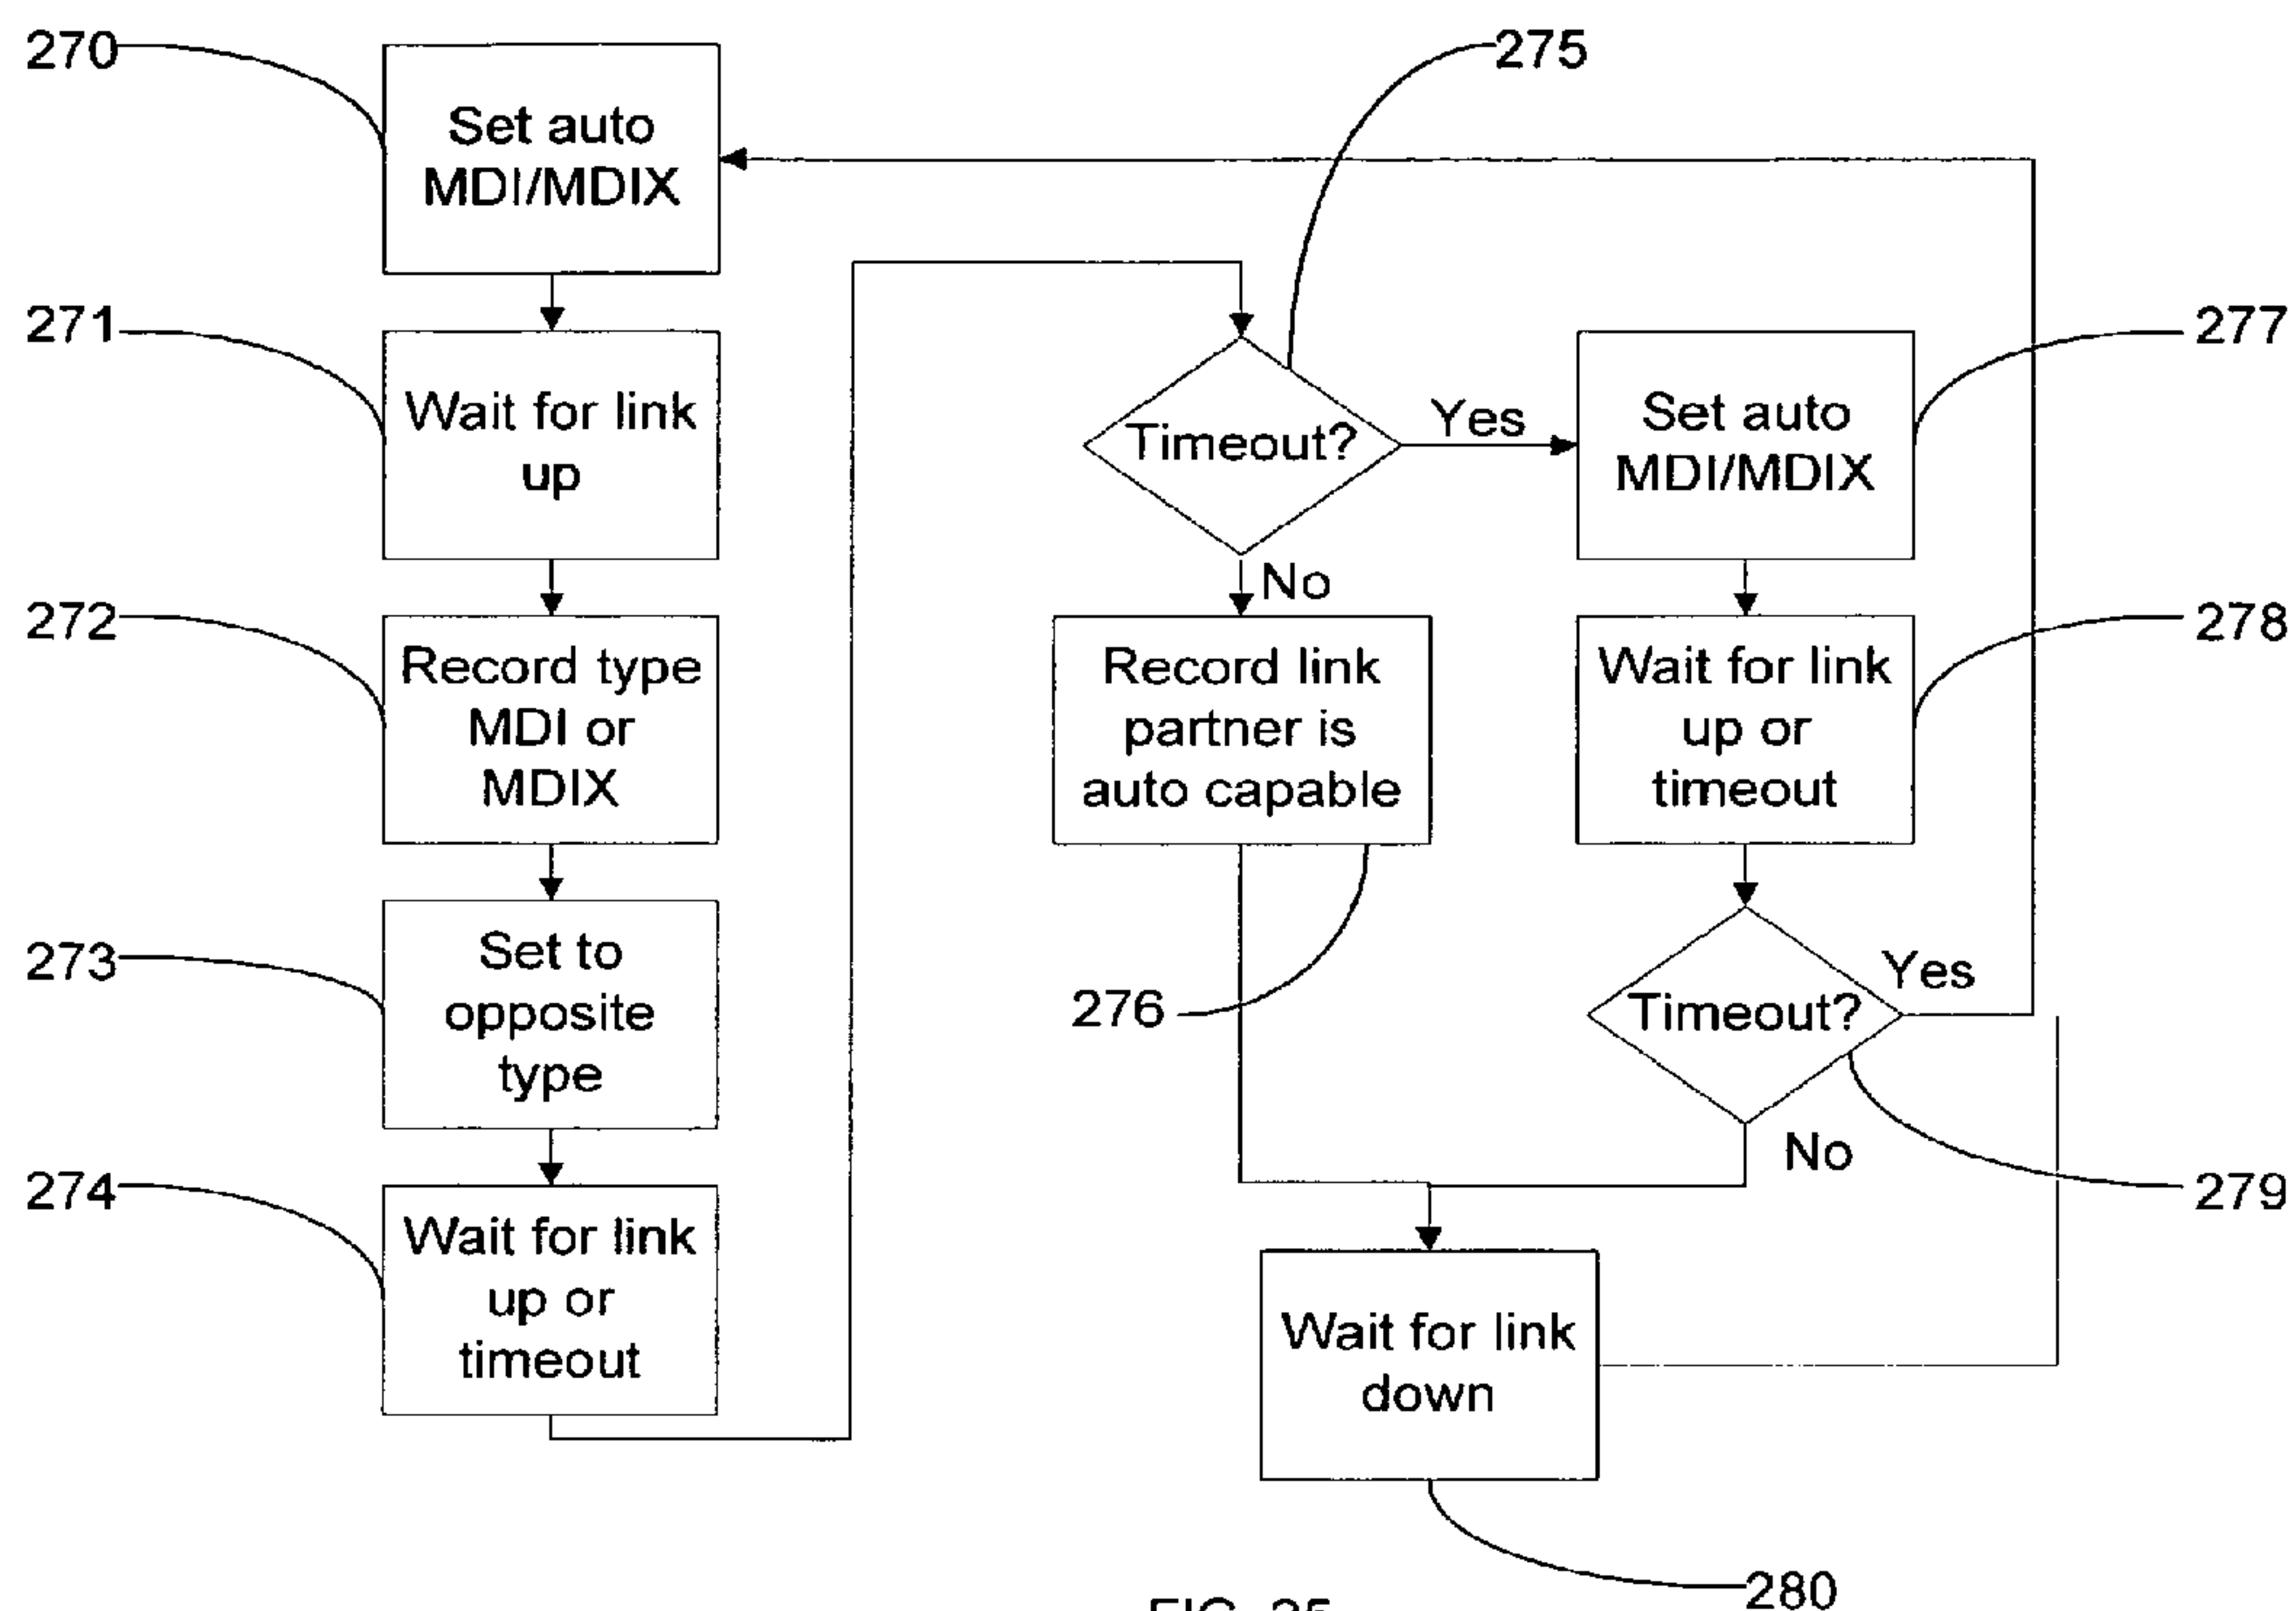 270
Set auto
MDI/MDIX
271
Wait for link
up
272
Record type
MDI or
MDIX
273
Set to
opposite
type
274
Wait for link
up or
timeout
275
Timeout?
Yes
No
Record link
partner is
auto capable
276
277
Set auto
MDI/MDIX
278
Wait for link
up or
timeout
Timeout?
Yes
No
279
Wait for link
down
280